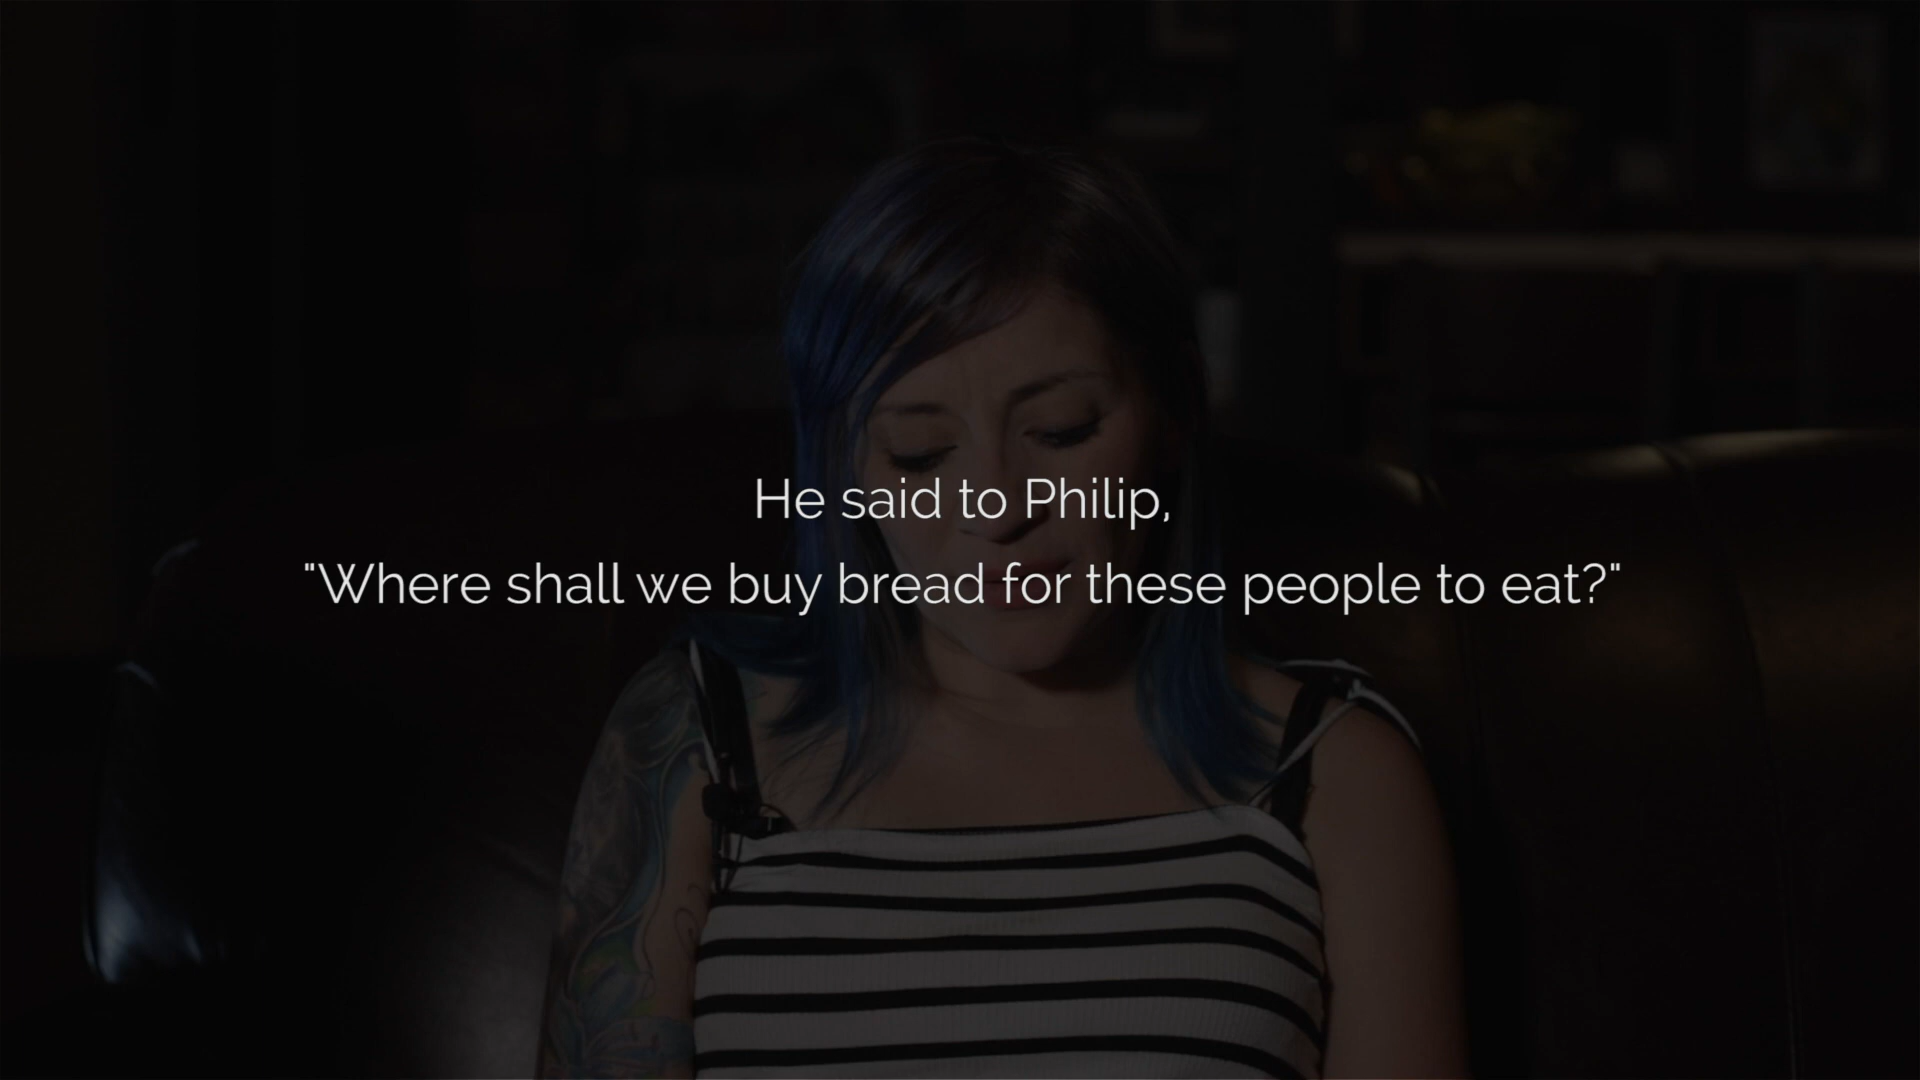 He said to Philip,
"Where shall we buy bread for these people to eat?"